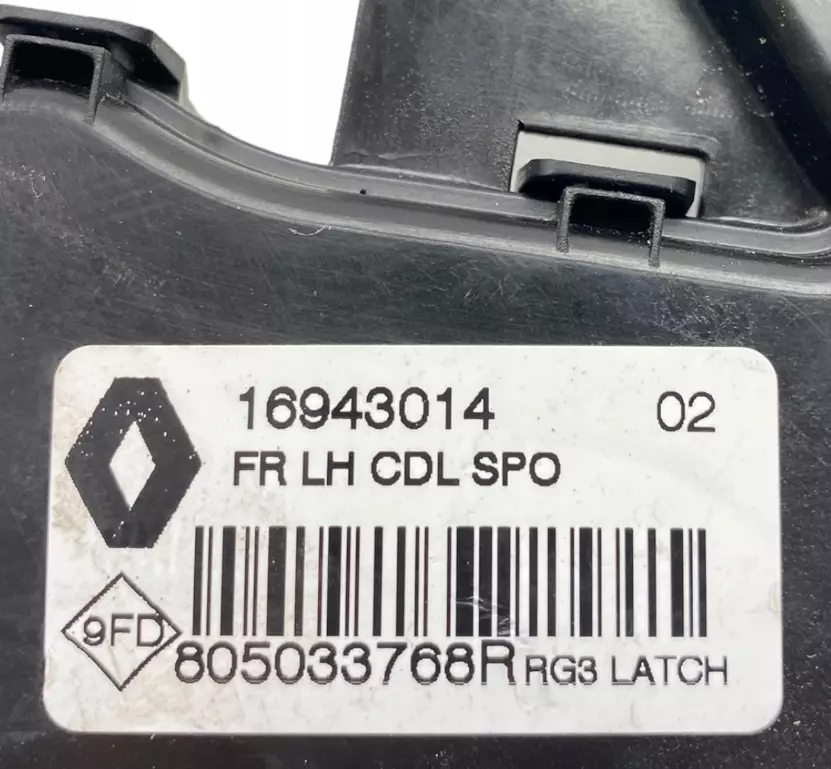 16943014 02
FR LH CDL SPO
9FD
805033768R RG3 LATCH